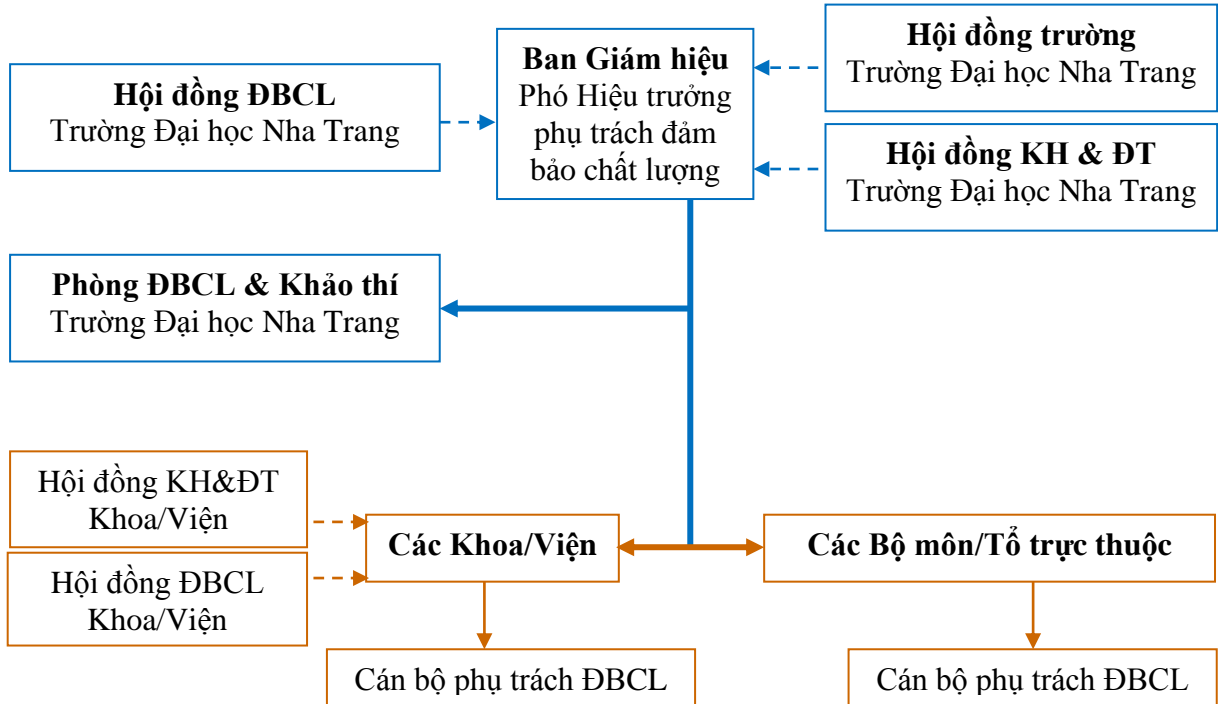 Hội đồng ĐBCL
Trường Đại học Nha Trang
Ban Giám hiệu
Phó Hiệu trưởng
phụ trách đảm
bảo chất lượng
Hội đồng trường
Trường Đại học Nha Trang
Hội đồng KH & ĐT
Trường Đại học Nha Trang
Phòng ĐBCL & Khảo thí
Trường Đại học Nha Trang
Hội đồng KH&ĐT
Khoa/Viện
Hội đồng ĐBCL
Khoa/Viện
Các Khoa/Viện
Các Bộ môn/Tổ trực thuộc
Cán bộ phụ trách ĐBCL
Cán bộ phụ trách ĐBCL